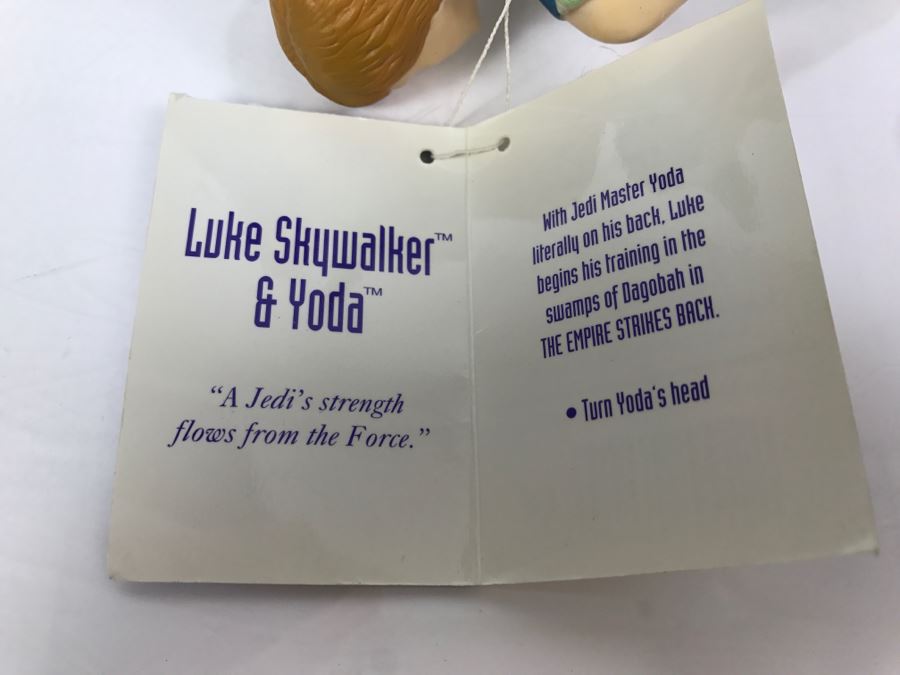 Luke Skywalker™
& Yoda™
“A Jedi’s strength
flows from the Force.”
With Jedi Master Yoda
literally on his back, Luke
begins his training in the
swamps of Dagobah in
THE EMPIRE STRIKES BACK.
• Turn Yoda's head